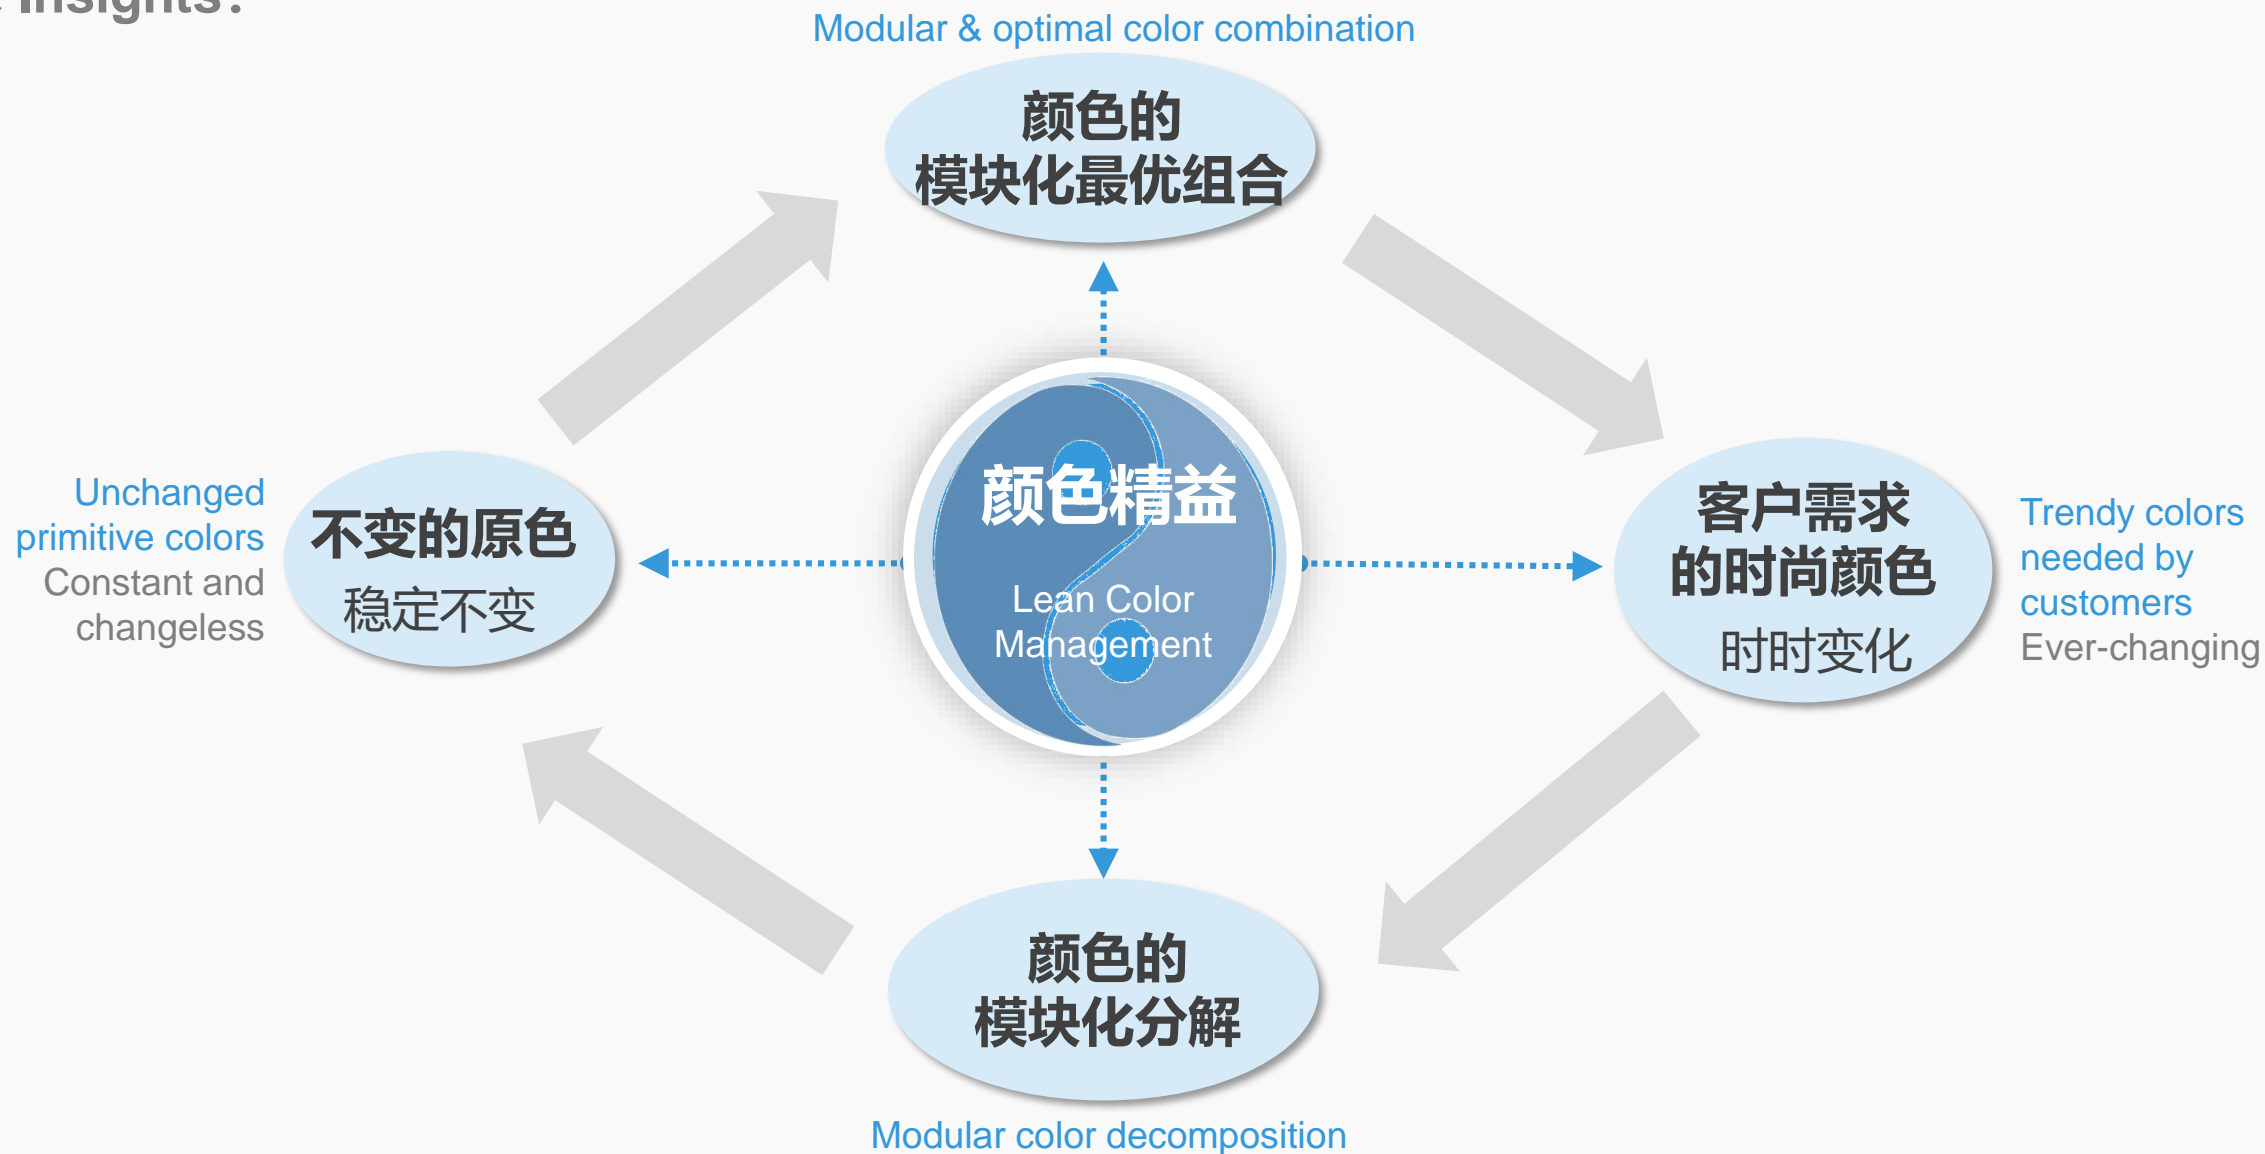 Insights?
Modular & optimal color combination
颜色的
模块化最优组合
Unchanged
primitive colors
Constant and
changeless
不变的原色
稳定不变
颜色精益
Lean Color
Management
客户需求
的时尚颜色
时时变化
Trendy colors
needed by
customers
Ever-changing
颜色的
模块化分解
Modular color decomposition